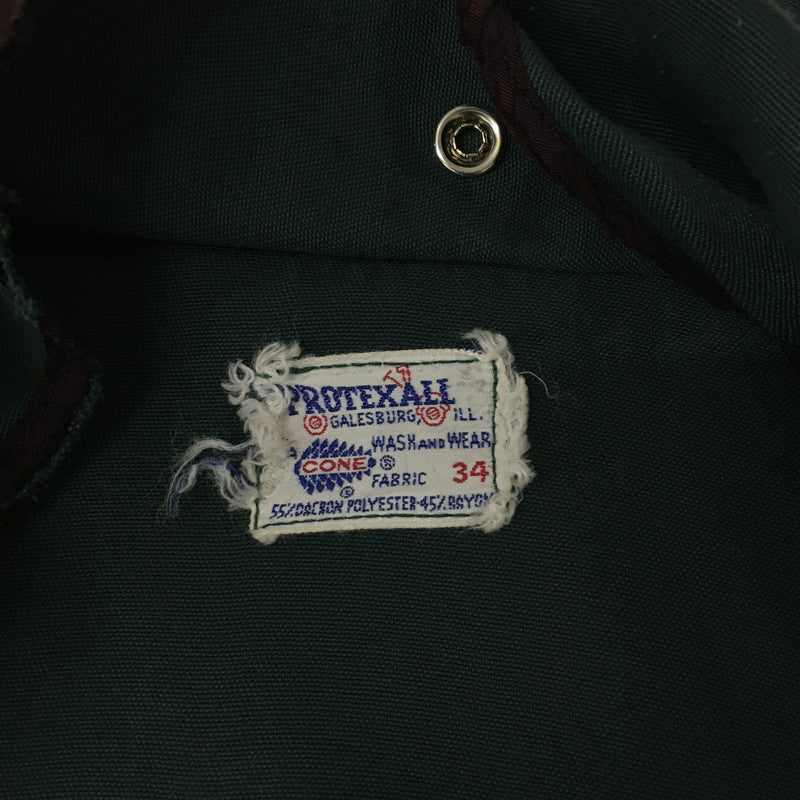 PROTEXALL
GALESBURG, ILL.
A CONE ® WASH AND WEAR
FABRIC 34
®
55% DACRON POLYESTER-45% RAYON